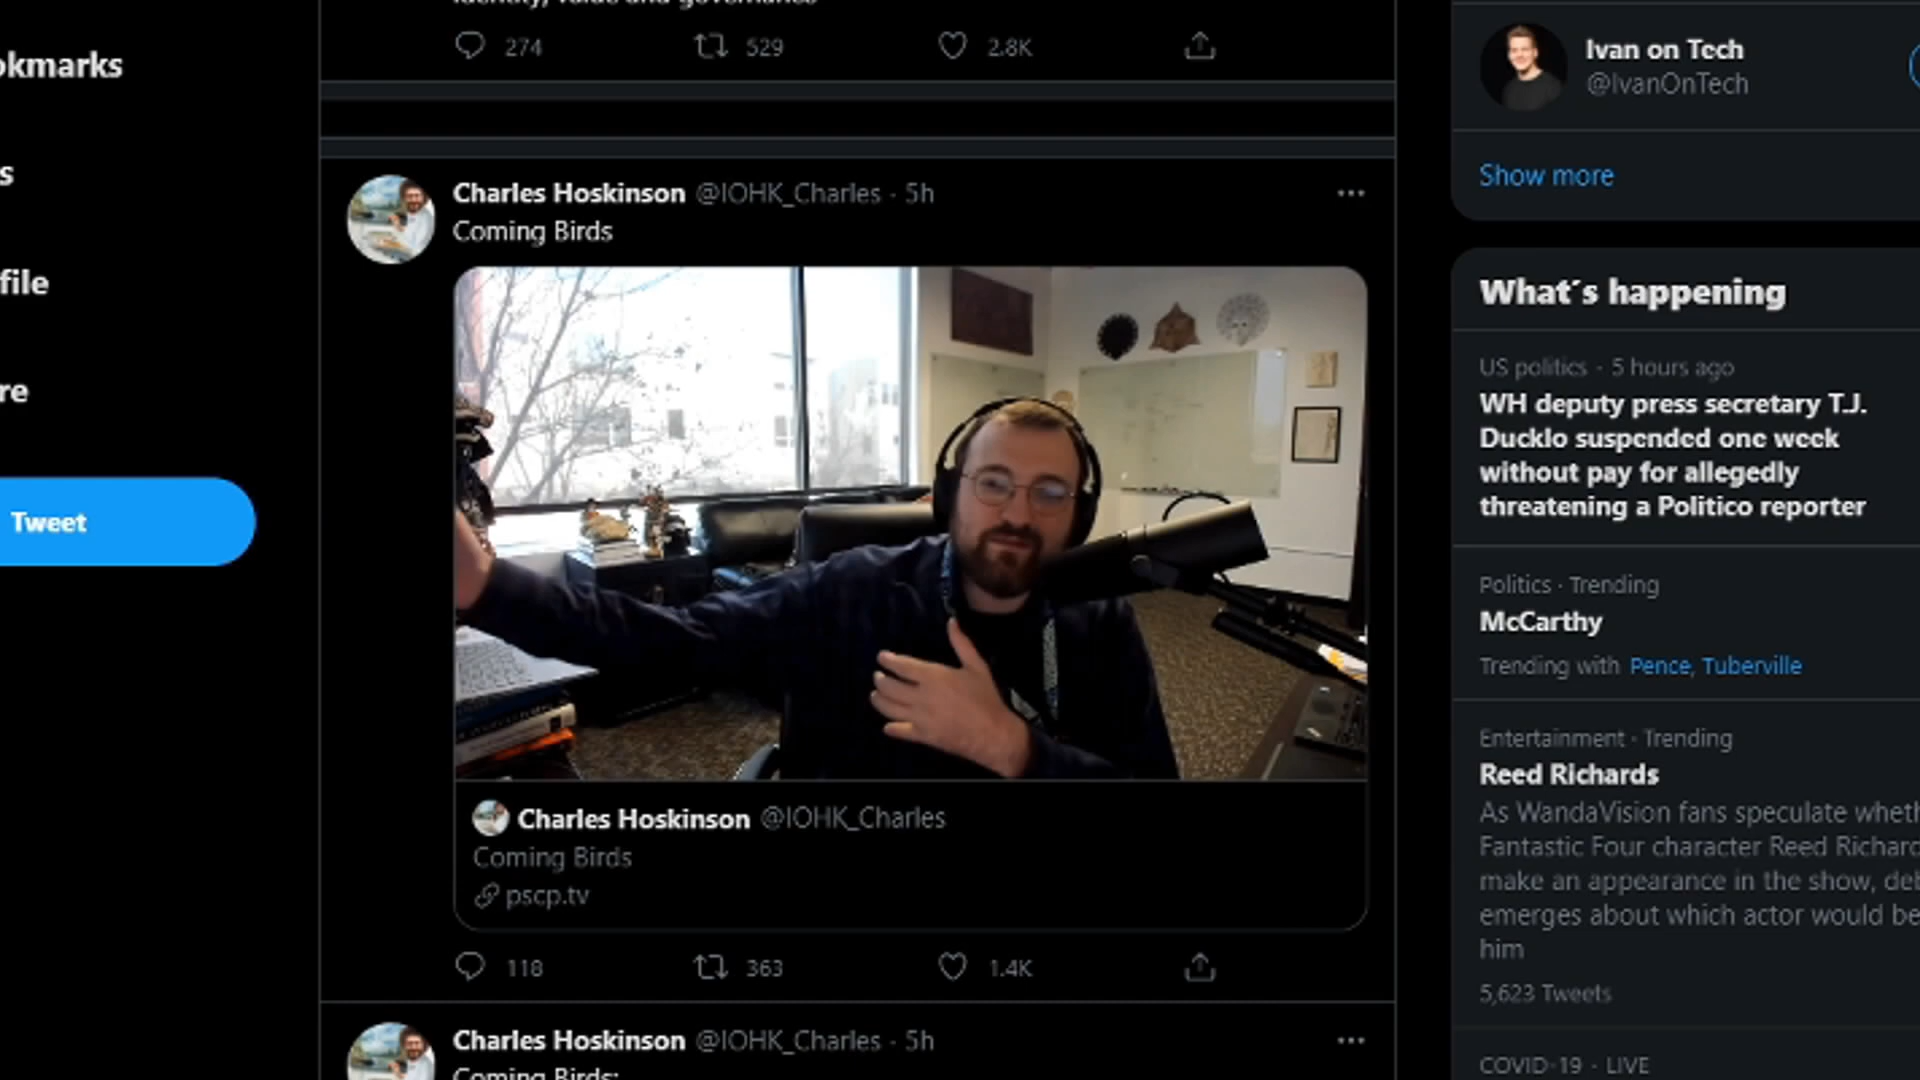 identity, value and governance
274 529 2.8K
okmarks
s
file
re
Tweet
Charles Hoskinson @IOHK_Charles · 5h
Coming Birds
Charles Hoskinson @IOHK_Charles
Coming Birds
pscp.tv
118 363 1.4K
Charles Hoskinson @IOHK_Charles · 5h
Coming Birds:
Ivan on Tech
@IvanOnTech
Show more
What's happening
US politics · 5 hours ago
WH deputy press secretary T.J.
Ducklo suspended one week
without pay for allegedly
threatening a Politico reporter
Politics · Trending
McCarthy
Trending with Pence, Tuberville
Entertainment · Trending
Reed Richards
As WandaVision fans speculate wheth
Fantastic Four character Reed Richard
make an appearance in the show, deb
emerges about which actor would be
him
5,623 Tweets
COVID-19 · LIVE